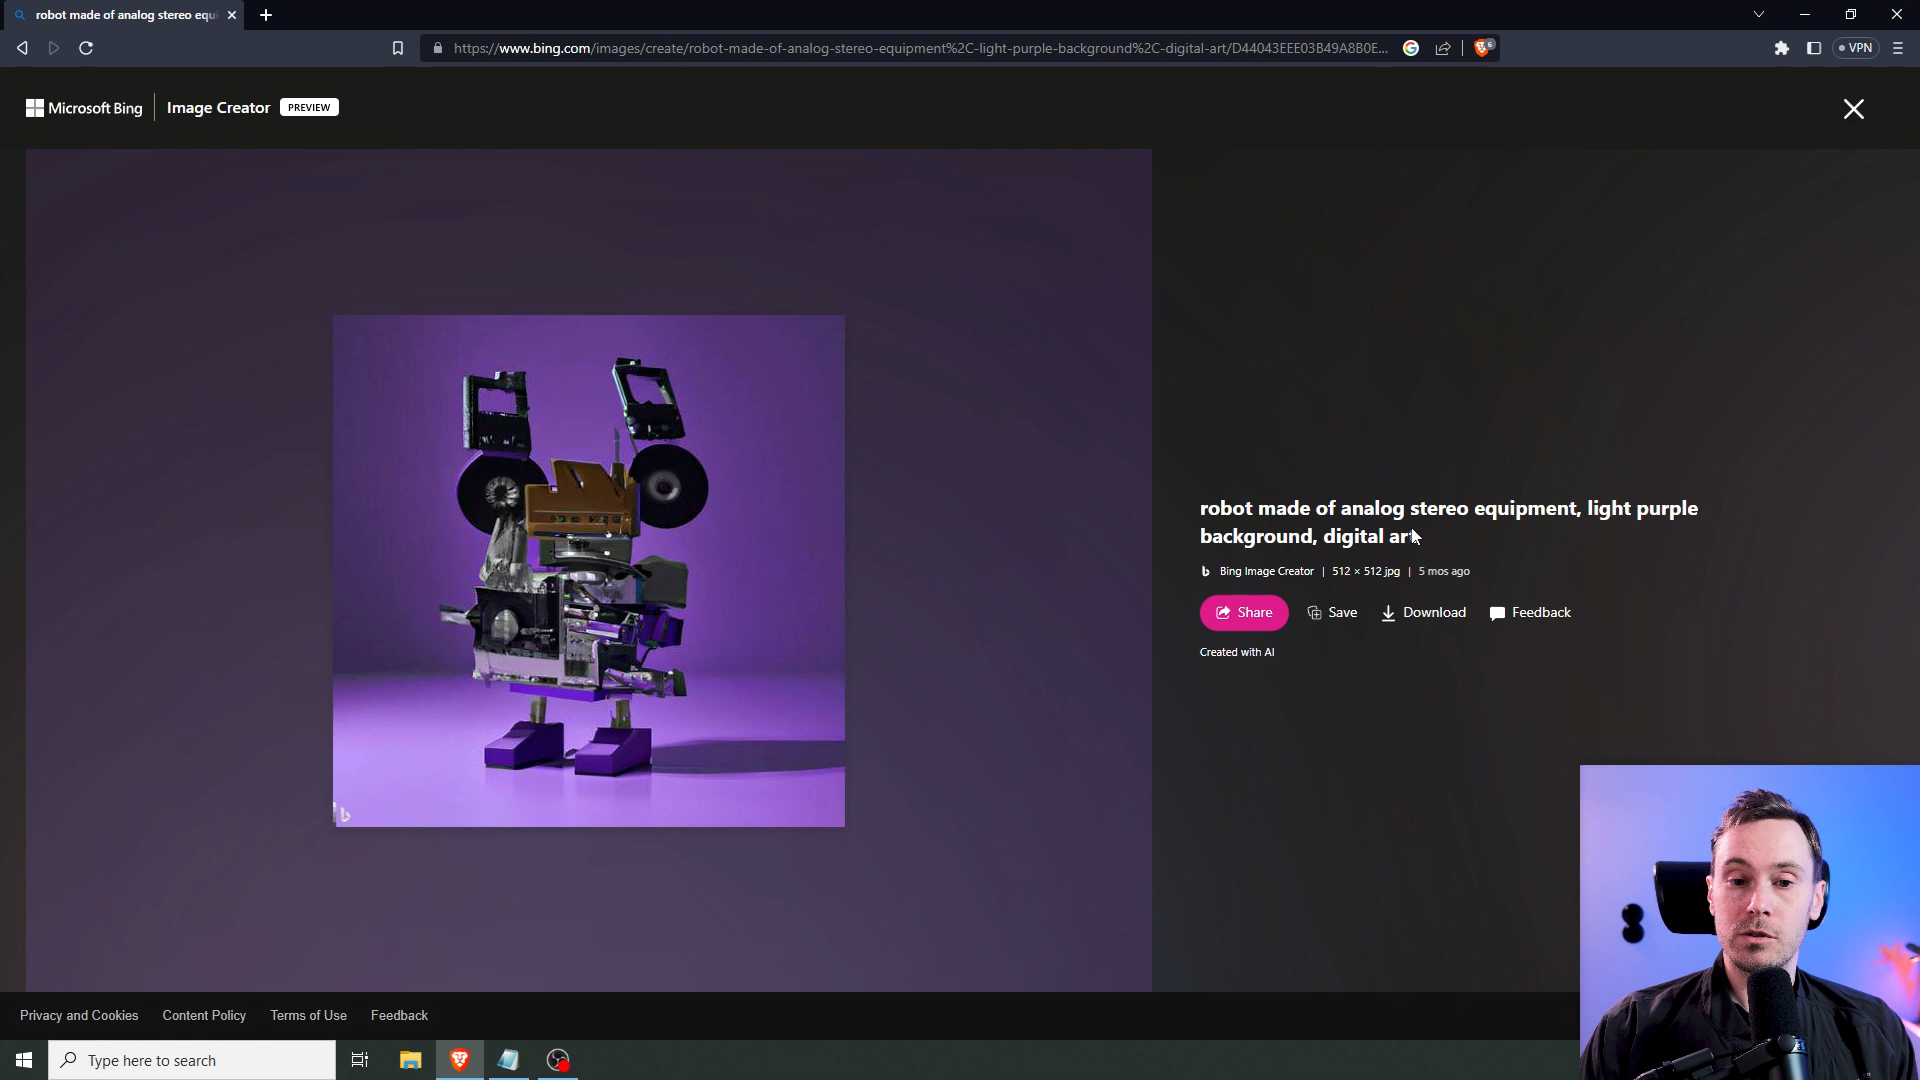 robot made of analog stereo equi
https://www.bing.com/images/create/robot-made-of-analog-stereo-equipment%2C-light-purple-background%2C-digital-art/D44043EEE03B49A8B0E...
6
VPN
Microsoft Bing
Image Creator
PREVIEW
robot made of analog stereo equipment, light purple
background, digital art
Bing Image Creator | 512 × 512 jpg | 5 mos ago
Share
Save
Download
Feedback
Created with AI
b
Privacy and Cookies
Content Policy
Terms of Use
Feedback
Type here to search